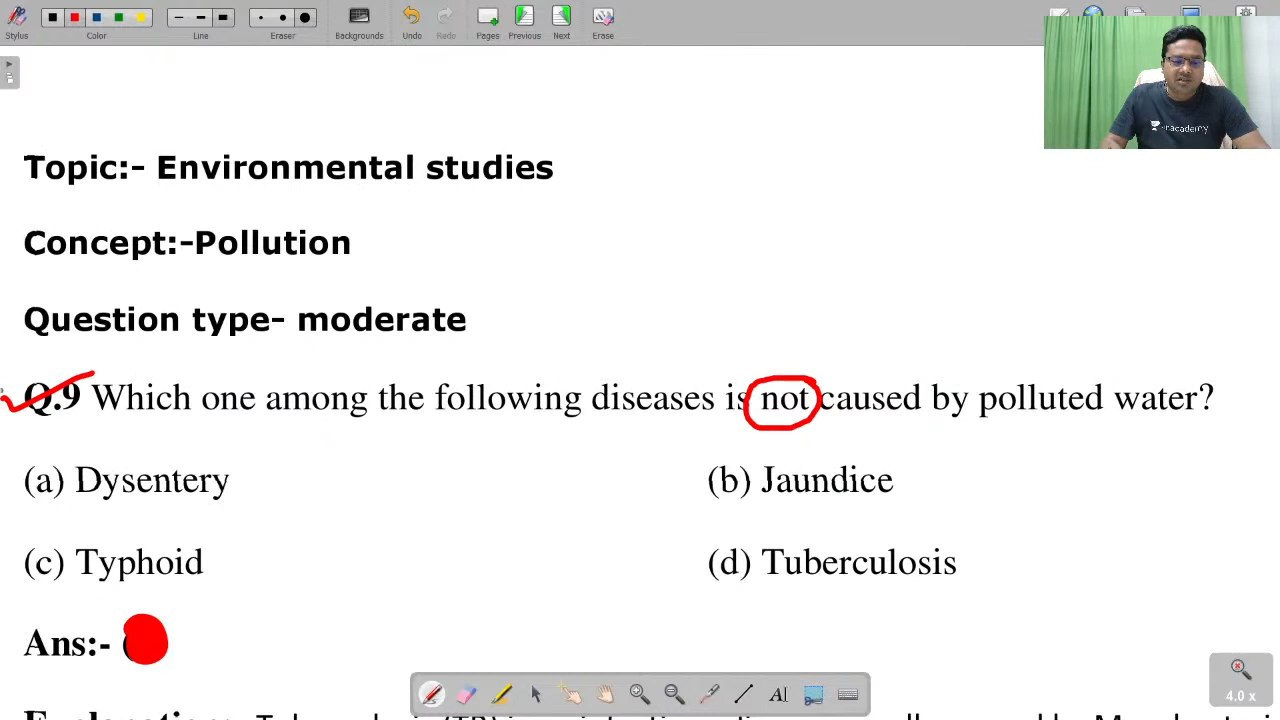 Stylus Color Line Eraser Backgrounds Undo Redo Pages Previous Next Erase
unacademy
Topic:- Environmental studies
Concept:-Pollution
Question type- moderate
Q.9 Which one among the following diseases is not caused by polluted water?
(a) Dysentery (b) Jaundice
(c) Typhoid (d) Tuberculosis
Ans:- (
4.0 x